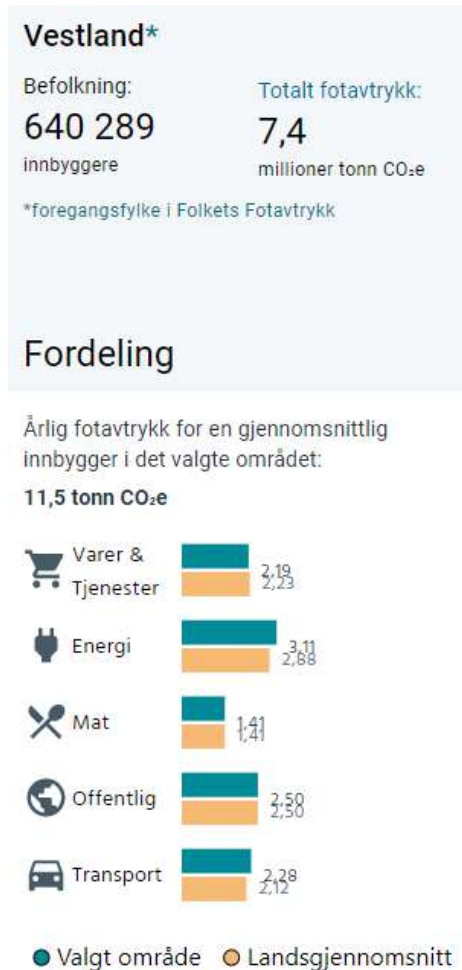 Vestland*
Befolkning:
640 289
innbyggere
Totalt fotavtrykk:
7,4
millioner tonn CO₂e
*foregangsfylke i Folkets Fotavtrykk
Fordeling
Årlig fotavtrykk for en gjennomsnittlig
innbygger i det valgte området:
11,5 tonn CO₂e
Varer &
Tjenester
2,19
2,23
Energi
3,11
2,88
Mat
1,41
1,41
Offentlig
2,50
2,50
Transport
2,28
2,12
Valgt område
Landsgjennomsnitt